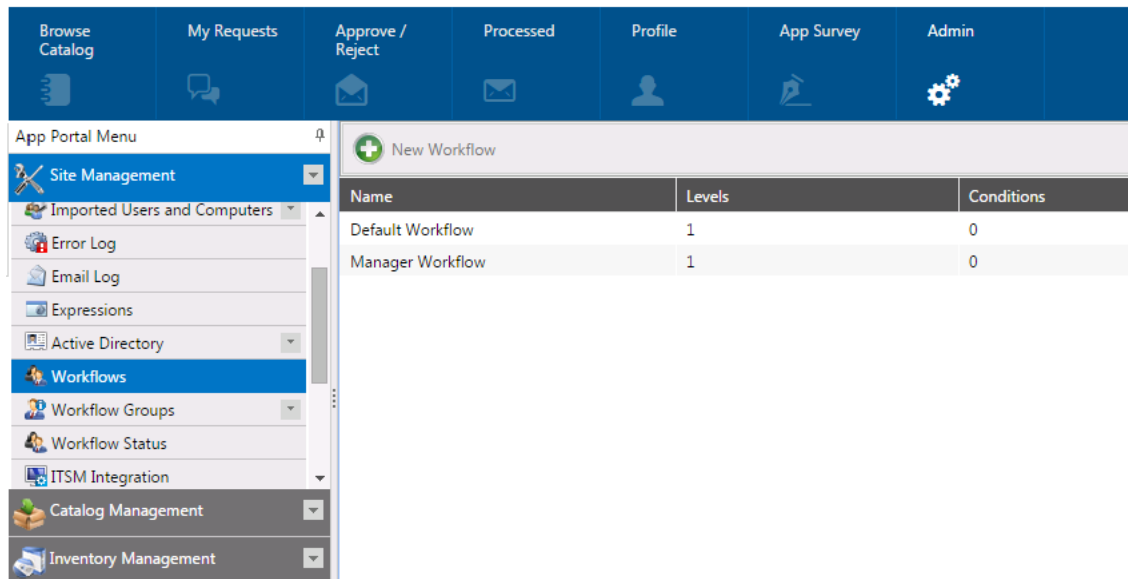 Browse
Catalog
My Requests
Approve /
Reject
Processed
Profile
App Survey
Admin
App Portal Menu
Site Management
Imported Users and Computers
Error Log
Email Log
Expressions
Active Directory
Workflows
Workflow Groups
Workflow Status
ITSM Integration
Catalog Management
Inventory Management
New Workflow
Name Levels Conditions
Default Workflow 1 0
Manager Workflow 1 0